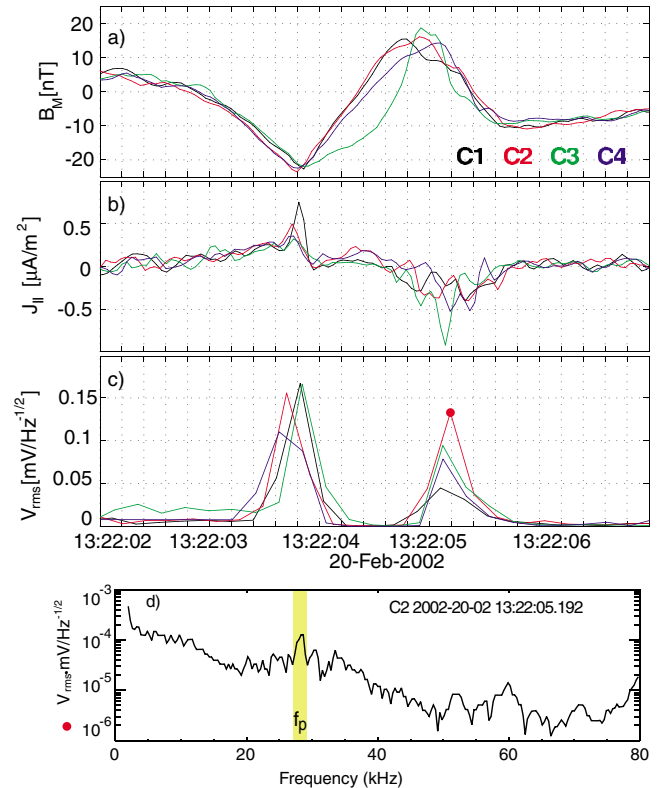 a)
B_M[nT]
20
10
0
-10
-20
C1 C2 C3 C4
b)
J_II [µA/m²]
0.5
0
-0.5
c)
V_rms[mV/Hz^-1/2]
0.15
0.1
0.05
0
13:22:02 13:22:03 13:22:04 13:22:05 13:22:06
20-Feb-2002
d)
C2 2002-20-02 13:22:05.192
V_rms·mV/Hz^-1/2
10^-3
10^-4
10^-5
10^-6
f_p
0 20 40 60 80
Frequency (kHz)